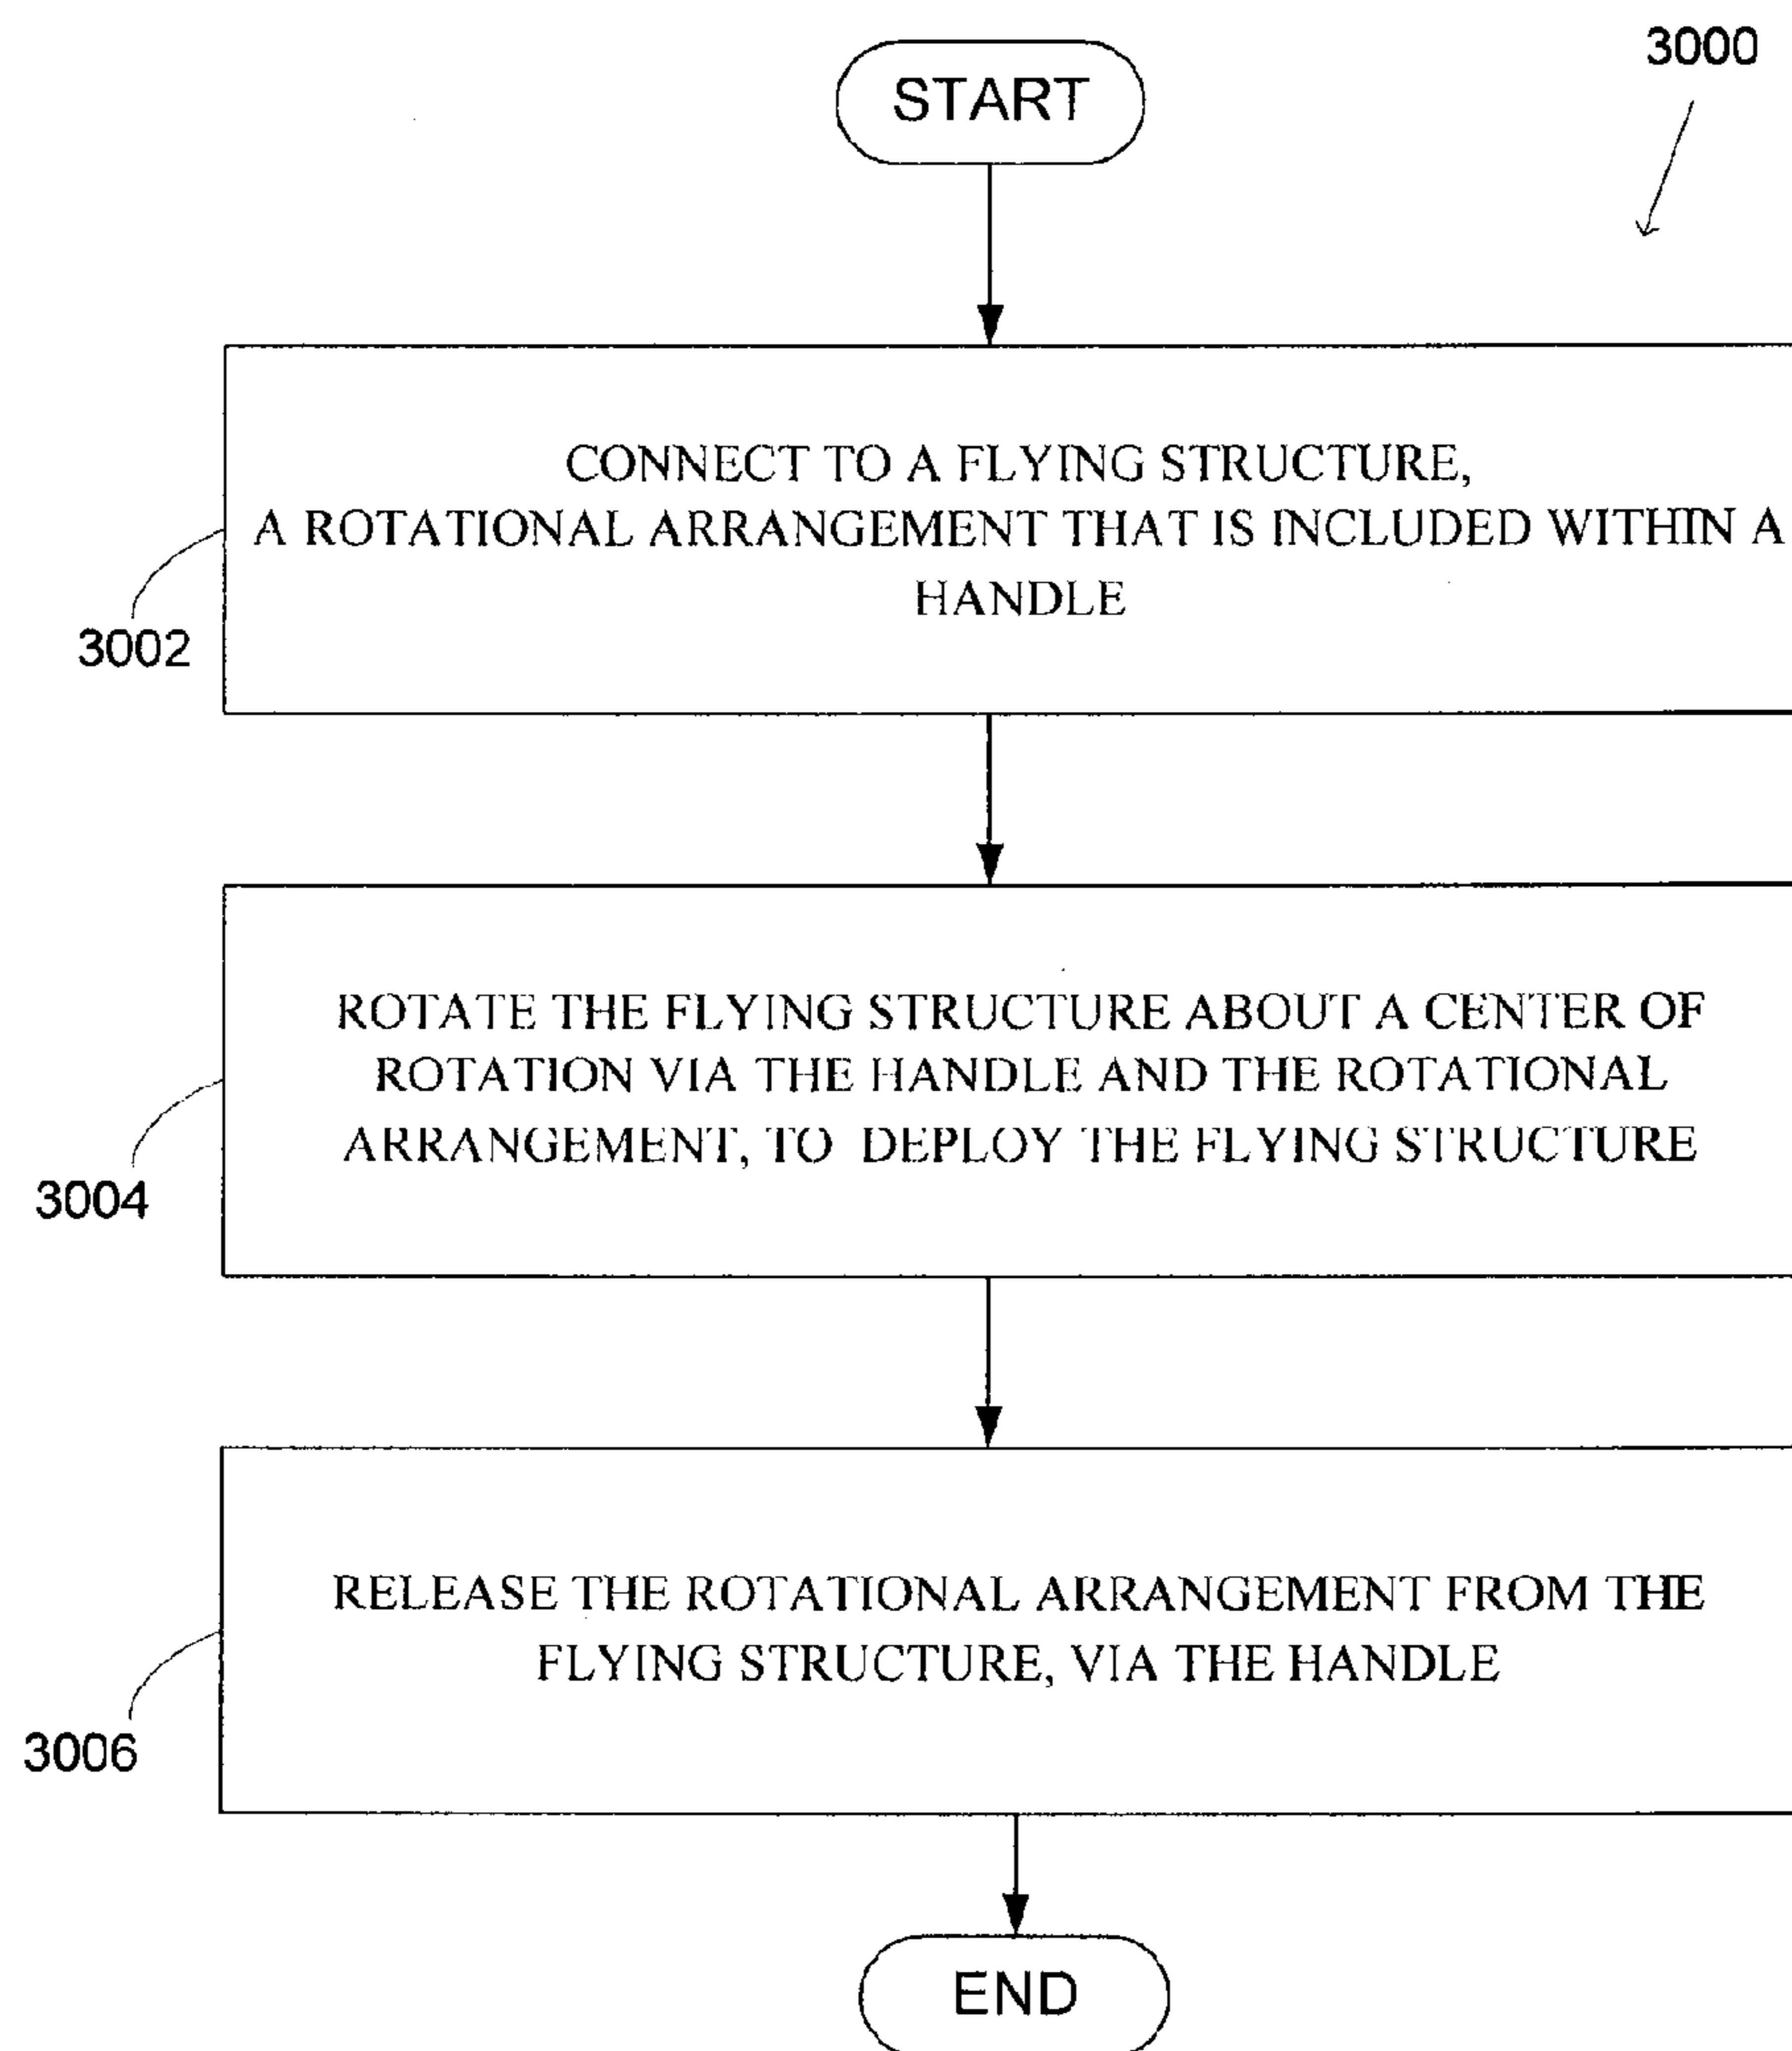 START
3000
CONNECT TO A FLYING STRUCTURE,
A ROTATIONAL ARRANGEMENT THAT IS INCLUDED WITHIN A
HANDLE
3002
ROTATE THE FLYING STRUCTURE ABOUT A CENTER OF
ROTATION VIA THE HANDLE AND THE ROTATIONAL
ARRANGEMENT, TO DEPLOY THE FLYING STRUCTURE
3004
RELEASE THE ROTATIONAL ARRANGEMENT FROM THE
FLYING STRUCTURE, VIA THE HANDLE
3006
END